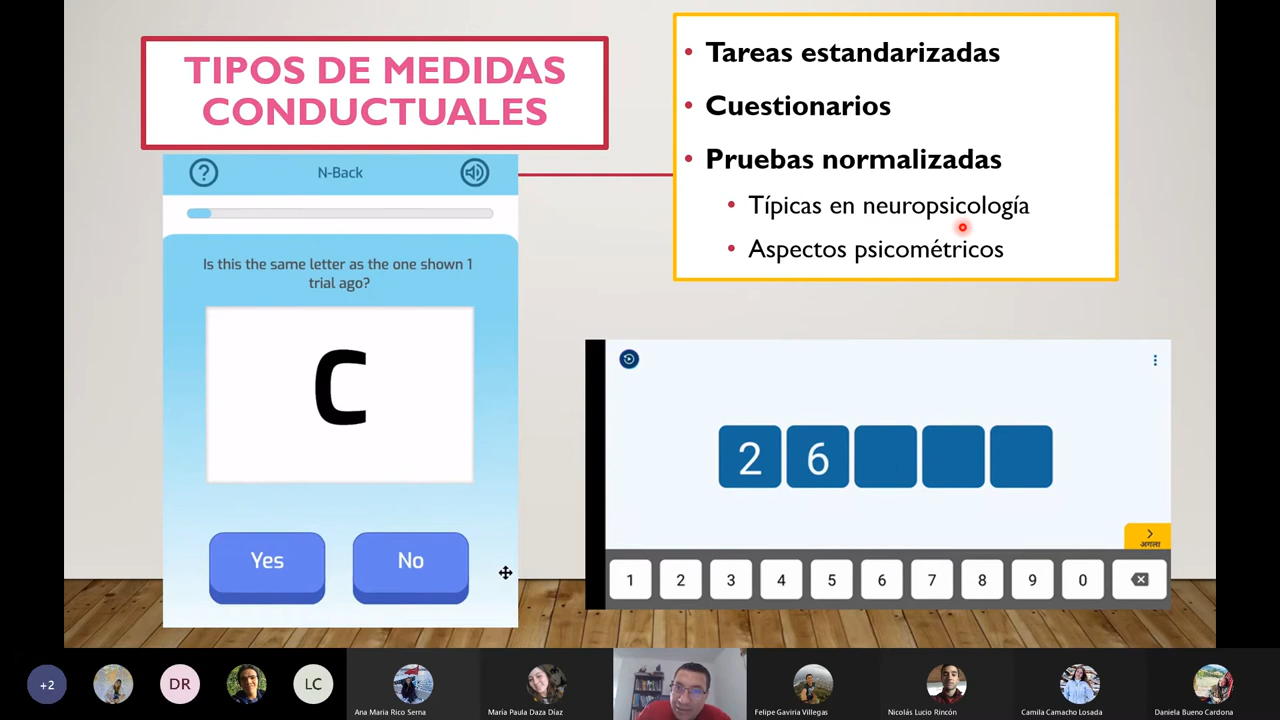 TIPOS DE MEDIDAS
CONDUCTUALES
• Tareas estandarizadas
• Cuestionarios
• Pruebas normalizadas
• Típicas en neuropsicología
• Aspectos psicométricos
?
N-Back
Is this the same letter as the one shown 1
trial ago?
C
Yes
No
2 6
अगला
1 2 3 4 5 6 7 8 9 0
+2
DR
LC
Ana Maria Rico Serna
María Paula Daza Díaz
Felipe Gaviria Villegas
Nicolás Lucio Rincón
Camila Camacho Losada
Daniela Bueno Cardona